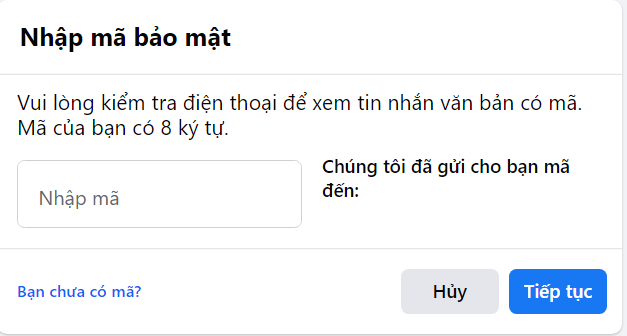 Nhập mã bảo mật
Vui lòng kiểm tra điện thoại để xem tin nhắn văn bản có mã.
Mã của bạn có 8 ký tự.
Nhập mã
Chúng tôi đã gửi cho bạn mã
đến:
Bạn chưa có mã?
Hủy
Tiếp tục